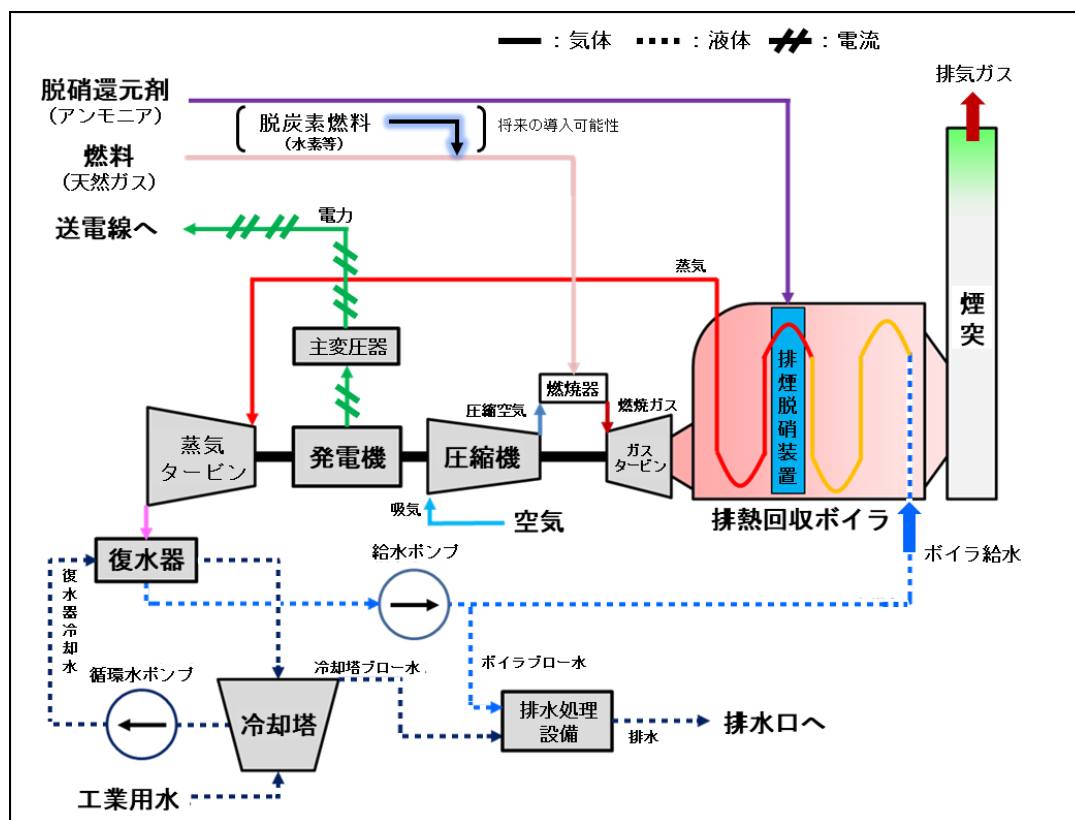 ：気体　：液体　：電流
脱硝還元剤
（アンモニア）
脱炭素燃料
（水素等）
将来の導入可能性
燃料
（天然ガス）
排気ガス
送電線へ
電力
蒸気
煙突
主変圧器
燃焼器
圧縮空気
燃焼ガス
排煙脱硝装置
蒸気
タービン
発電機
圧縮機
ガス
タービン
吸気
空気
排熱回収ボイラ
復水器
給水ポンプ
ボイラ給水
復水器冷却水
循環水ポンプ
冷却塔ブロー水
ボイラブロー水
冷却塔
排水処理
設備
排水
排水口へ
工業用水